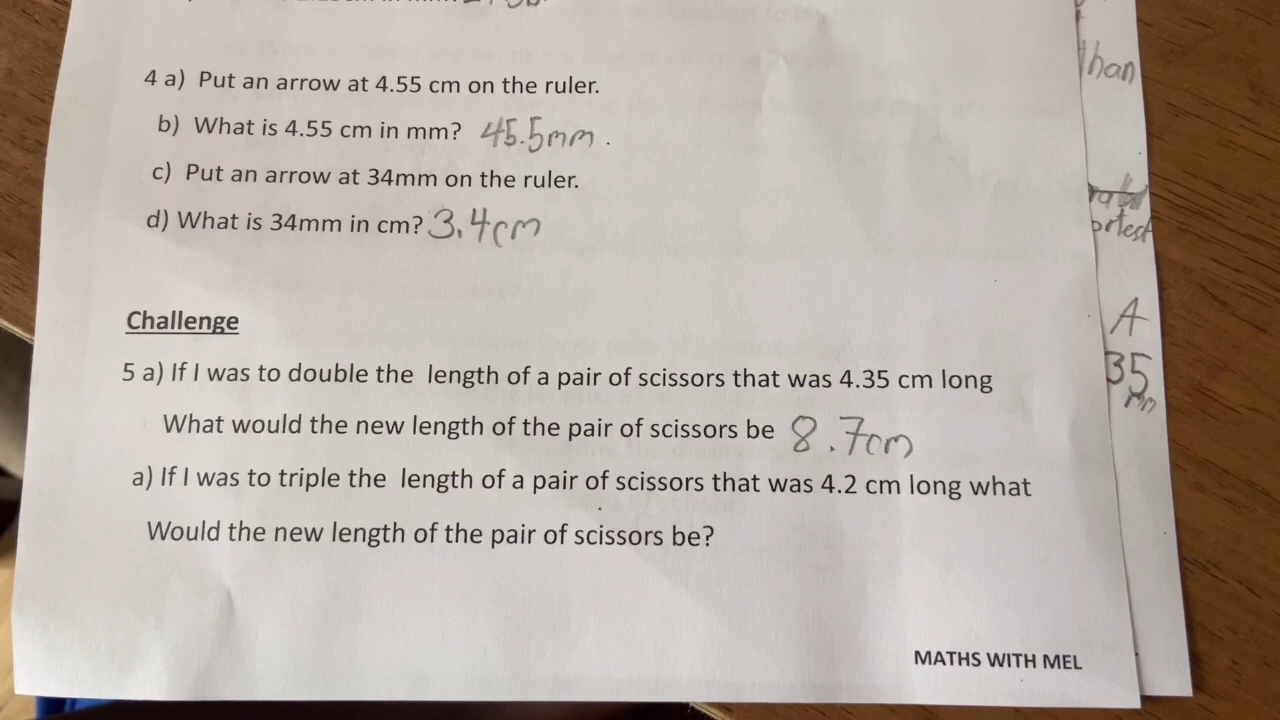 4 a) Put an arrow at 4.55 cm on the ruler.
b) What is 4.55 cm in mm? 45.5mm.
c) Put an arrow at 34mm on the ruler.
d) What is 34mm in cm? 3.4cm
Challenge
5 a) If I was to double the length of a pair of scissors that was 4.35 cm long
What would the new length of the pair of scissors be 8.7cm
a) If I was to triple the length of a pair of scissors that was 4.2 cm long what
Would the new length of the pair of scissors be?
MATHS WITH MEL
than
A
35
mm